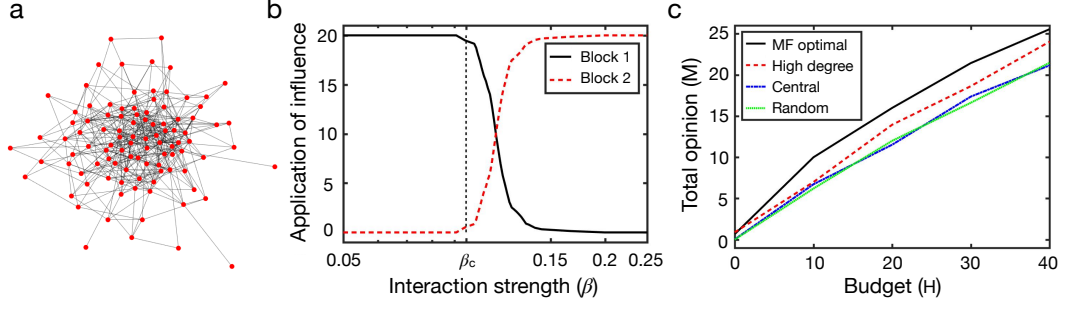 a
b
c
Application of influence
20
15
10
5
0
Block 1
Block 2
0.05
βc
0.15
0.2
0.25
Interaction strength (β)
Total opinion (M)
25
20
15
10
5
0
MF optimal
High degree
Central
Random
0
10
20
30
40
Budget (H)